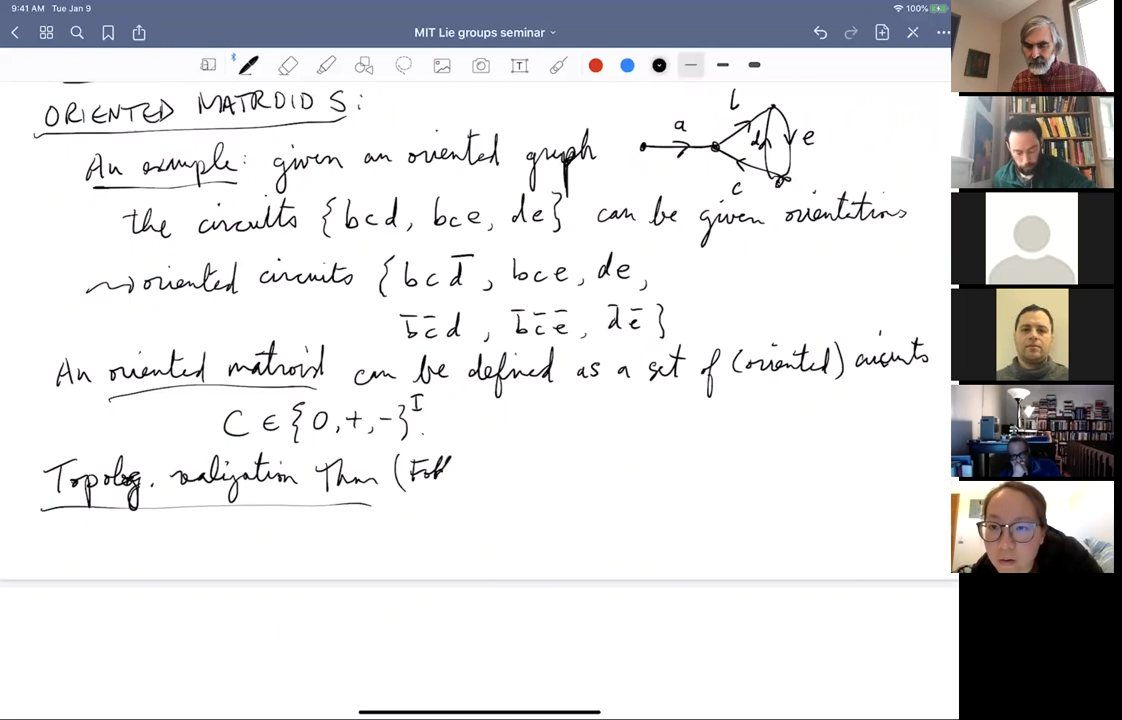 9:41 AM Tue Jan 9
100%
MIT Lie groups seminar
ORIENTED MATROIDS:
An example: given an oriented graph
a b c d e
the circuits {bcd, bce, de} can be given orientations
⇝ oriented circuits {bcd̅, bce, de,
b̅c̅d, b̅c̅e̅, d̅e̅}
An oriented matroid can be defined as a set of (oriented) circuits
C ∈ {0,+,-}^I.
Topolog. realization Thm (Fol